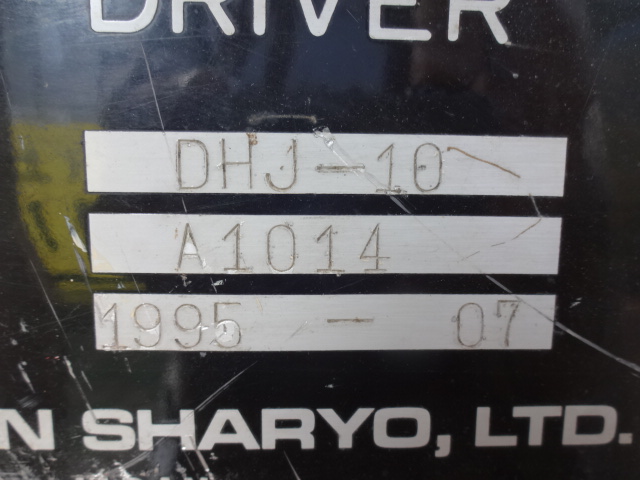 DRIVER
DHJ-10
A1014
1995 - 07
N SHARYO, LTD.